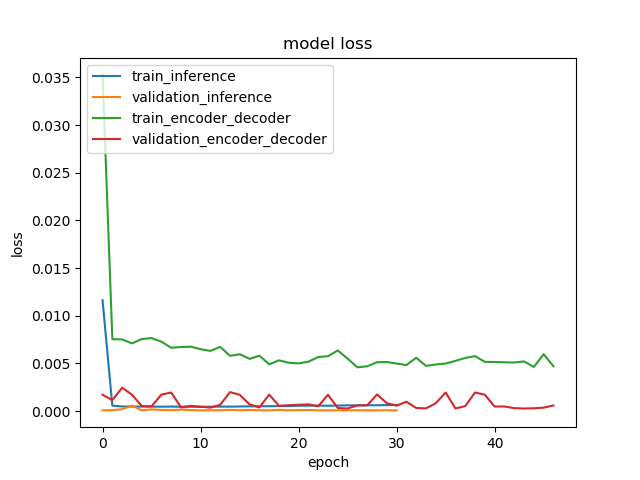 model loss
train_inference
validation_inference
train_encoder_decoder
validation_encoder_decoder
0.035
0.030
0.025
0.020
0.015
0.010
0.005
0.000
loss
0 10 20 30 40
epoch